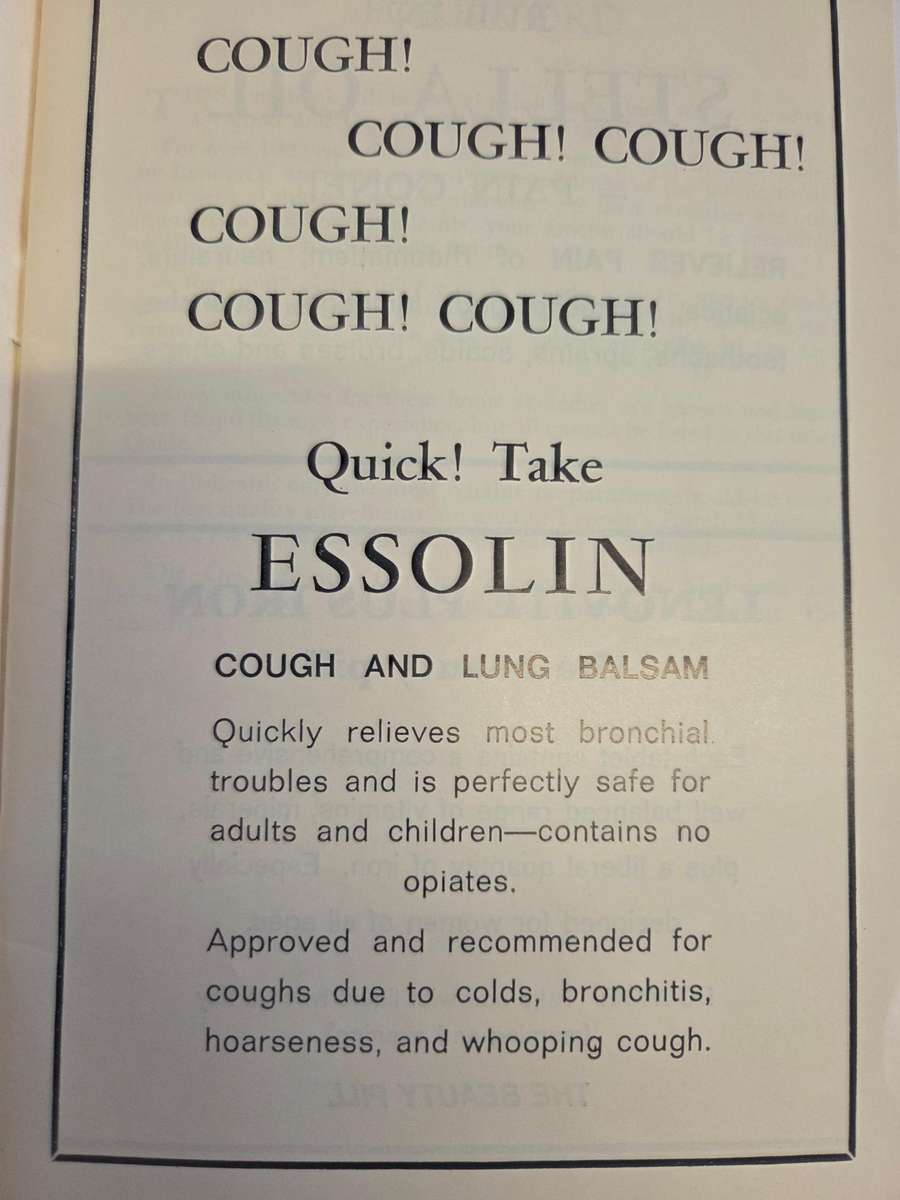 COUGH!
COUGH! COUGH!
COUGH!
COUGH! COUGH!
Quick! Take
ESSOLIN
COUGH AND LUNG BALSAM
Quickly relieves most bronchial
troubles and is perfectly safe for
adults and children—contains no
opiates.
Approved and recommended for
coughs due to colds, bronchitis,
hoarseness, and whooping cough.